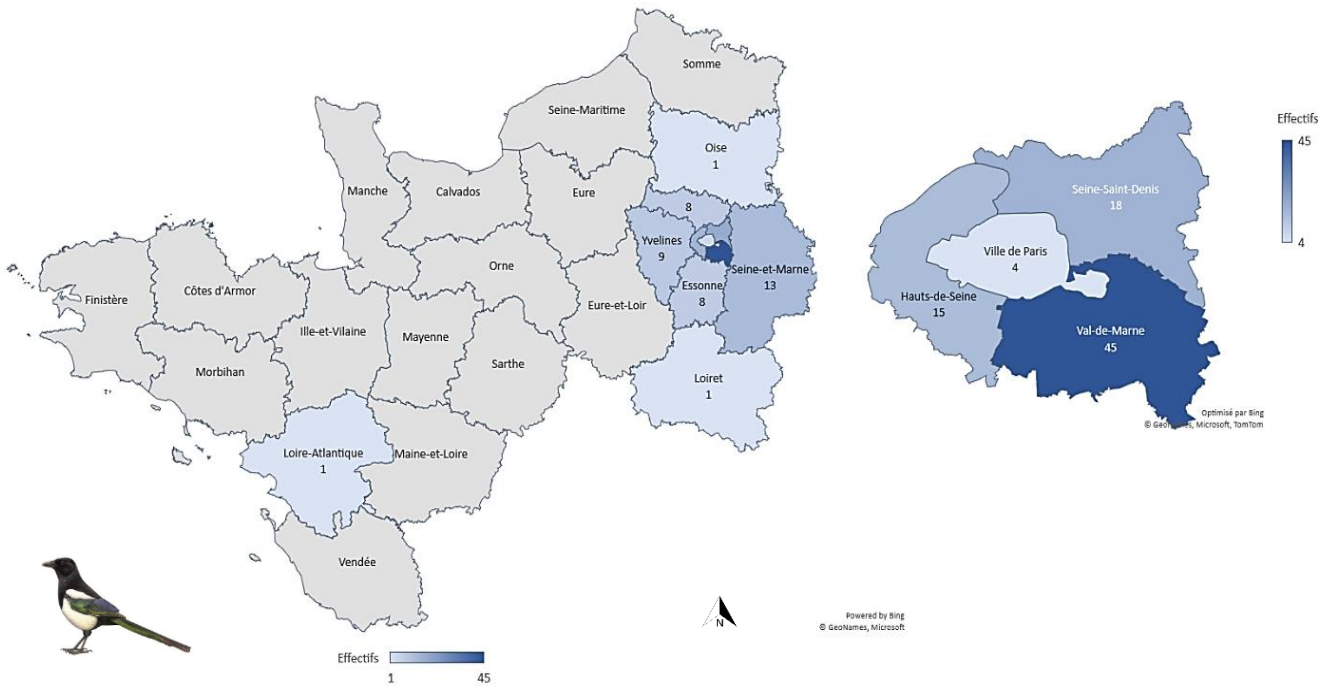 Somme
Seine-Maritime
Oise
1
Manche
Calvados
Eure
8
Yvelines
9
Orne
Seine-et-Marne
13
Essonne
8
Finistère
Côtes d'Armor
Eure-et-Loir
Ille-et-Vilaine
Mayenne
Sarthe
Morbihan
Loiret
1
Loire-Atlantique
1
Maine-et-Loire
Vendée
N
Powered by Bing
© GeoNames, Microsoft
Effectifs
1
45
Effectifs
45
4
Seine-Saint-Denis
18
Ville de Paris
4
Hauts-de-Seine
15
Val-de-Marne
45
Optimisé par Bing
© GeoNames, Microsoft, TomTom